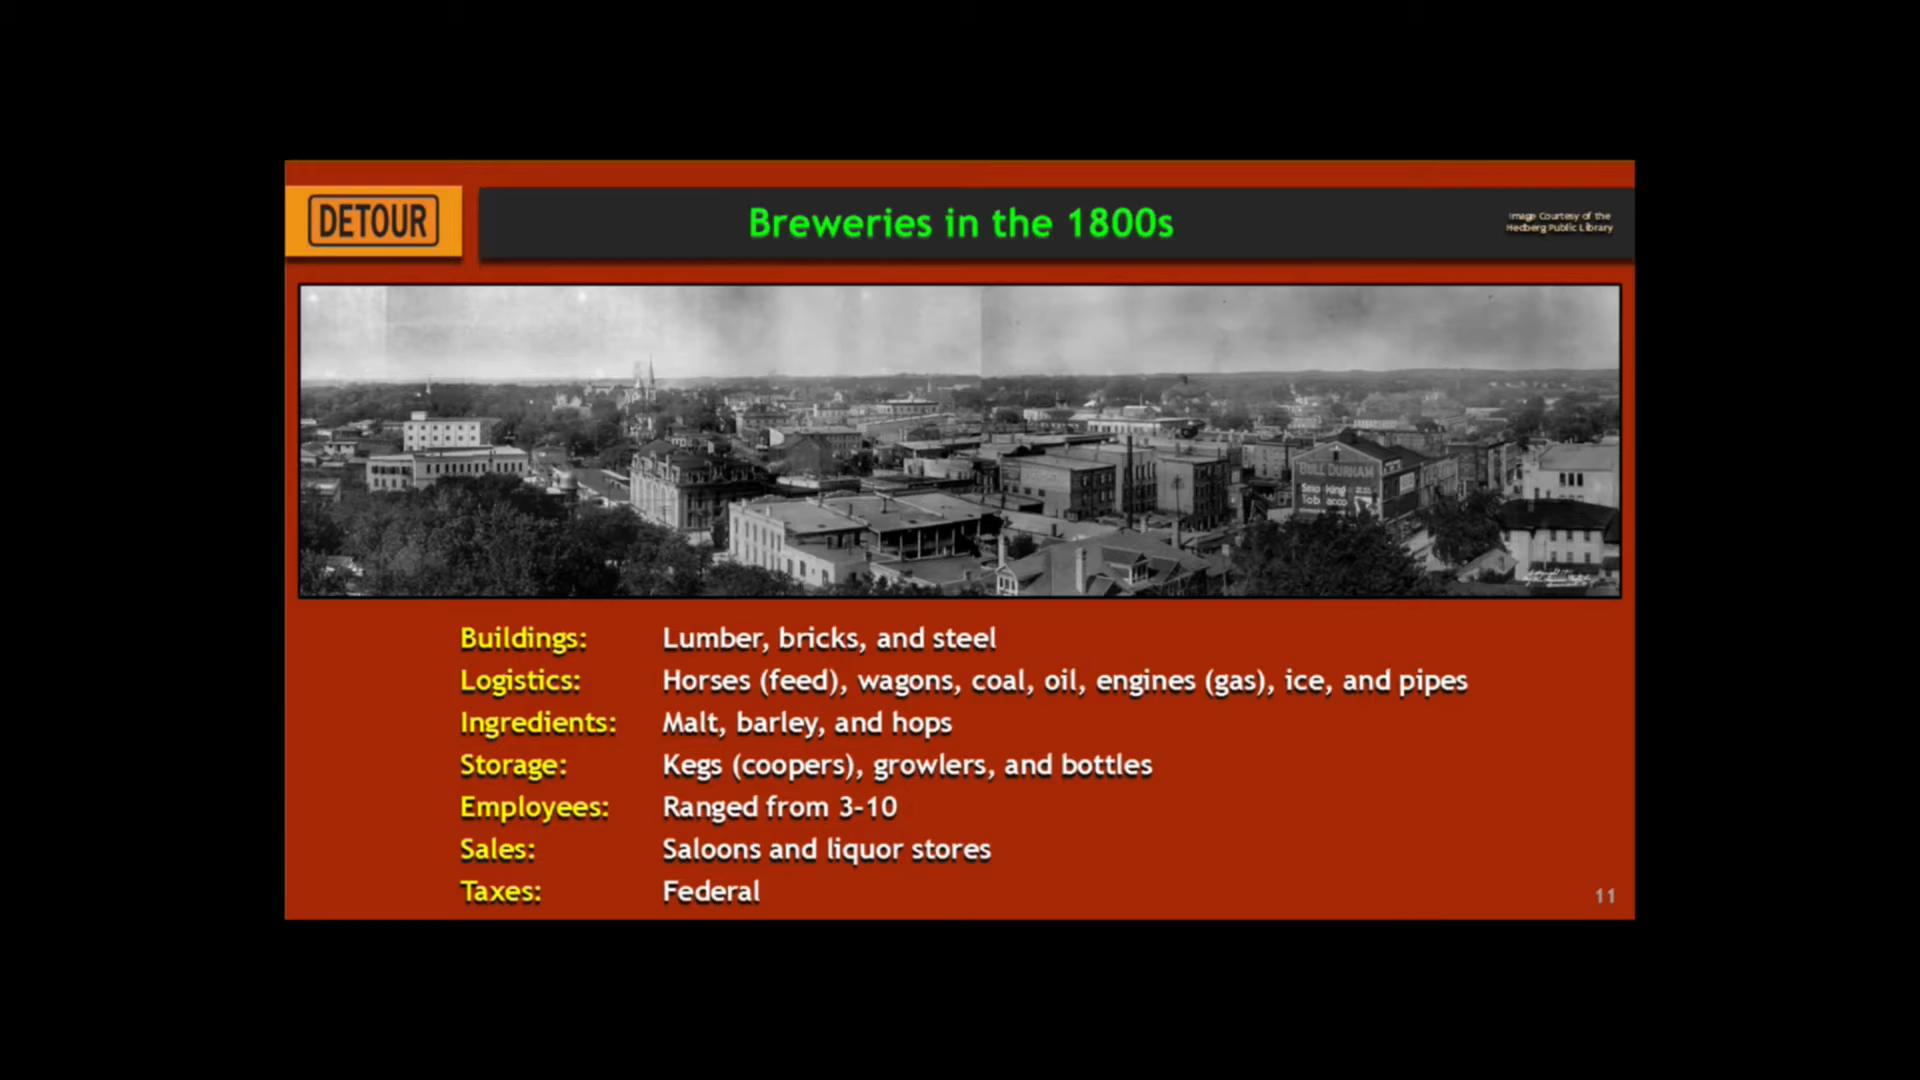 DETOUR
Breweries in the 1800s
Image Courtesy of the
Hedberg Public Library
BULL DURHAM
Smoking
Tobacco
Buildings: Lumber, bricks, and steel
Logistics: Horses (feed), wagons, coal, oil, engines (gas), ice, and pipes
Ingredients: Malt, barley, and hops
Storage: Kegs (coopers), growlers, and bottles
Employees: Ranged from 3-10
Sales: Saloons and liquor stores
Taxes: Federal
11